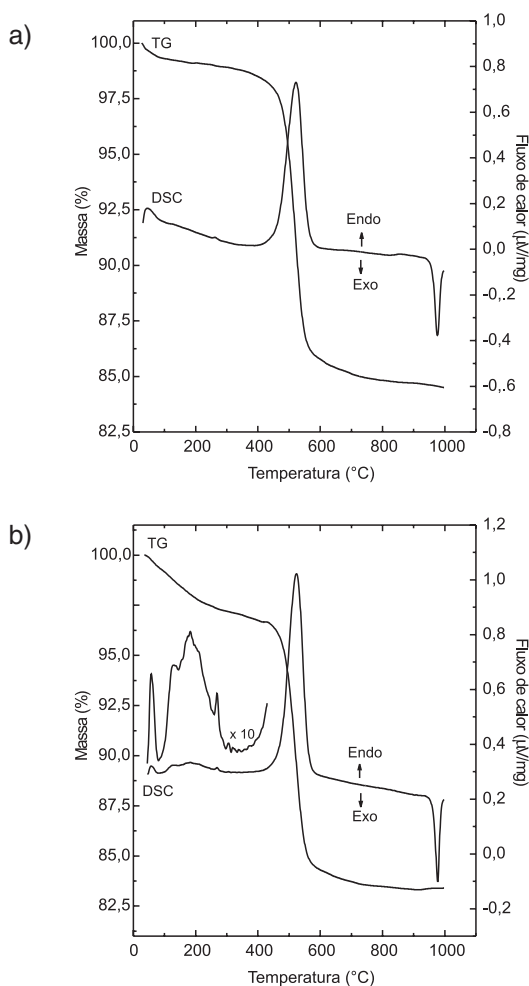 a)
TG
DSC
Endo
Exo
100,0
97,5
95,0
92,5
90,0
87,5
85,0
82,5
Massa (%)
1,0
0,8
0,6
0,4
0,2
0,0
-0,.2
-0,4
-0,6
-0,8
Fluxo de calor (µV/mg)
0 200 400 600 800 1000
Temperatura (°C)
b)
TG
x 10
DSC
Endo
Exo
100,0
97,5
95,0
92,5
90,0
87,5
85,0
82,5
Massa (%)
1,2
1,0
0,8
0,6
0,4
0,2
0,0
-0,2
Fluxo de calor (µV/mg)
0 200 400 600 800 1000
Temperatura (°C)